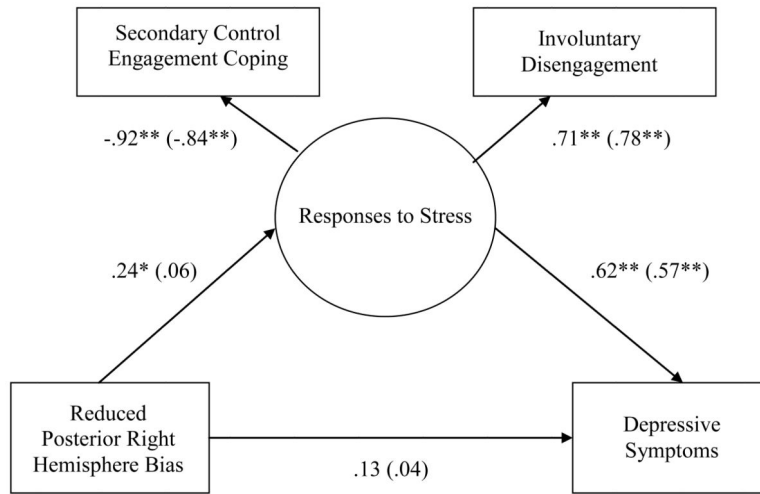 Secondary Control
Engagement Coping
Involuntary
Disengagement
-.92** (-.84**)
.71** (.78**)
Responses to Stress
.24* (.06)
.62** (.57**)
Reduced
Posterior Right
Hemisphere Bias
Depressive
Symptoms
.13 (.04)